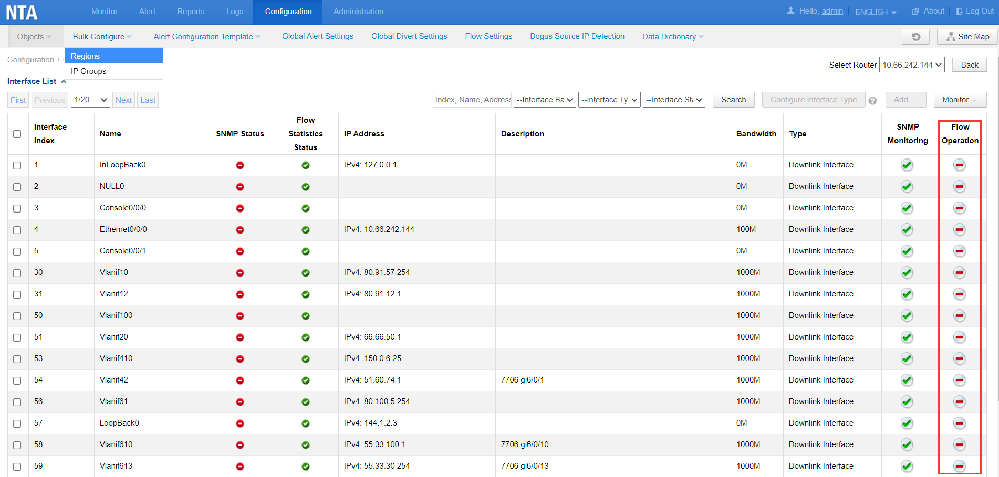 NTA Monitor Alert Reports Logs Configuration Administration Hello, admin ENGLISH About Log Out
Objects Bulk Configure Alert Configuration Template Global Alert Settings Global Divert Settings Flow Settings Bogus Source IP Detection Data Dictionary Site Map
Regions
IP Groups
Configuration /
Select Router 10.66.242.144 Back
Interface List
First Previous 1/20 Next Last Index, Name, Address --Interface Ba --Interface Ty --Interface Sta Search Configure Interface Type ? Add Monitor
Interface Index Name SNMP Status Flow Statistics Status IP Address Description Bandwidth Type SNMP Monitoring Flow Operation
1 InLoopBack0 IPv4: 127.0.0.1 0M Downlink Interface
2 NULL0 0M Downlink Interface
3 Console0/0/0 0M Downlink Interface
4 Ethernet0/0/0 IPv4: 10.66.242.144 100M Downlink Interface
5 Console0/0/1 0M Downlink Interface
30 Vlanif10 IPv4: 80.91.57.254 1000M Downlink Interface
31 Vlanif12 IPv4: 80.91.12.1 1000M Downlink Interface
50 Vlanif100 1000M Downlink Interface
51 Vlanif20 IPv4: 66.66.50.1 1000M Downlink Interface
53 Vlanif410 IPv4: 150.0.6.25 1000M Downlink Interface
54 Vlanif42 IPv4: 51.60.74.1 7706 gi6/0/1 1000M Downlink Interface
56 Vlanif61 IPv4: 80.100.5.254 1000M Downlink Interface
57 LoopBack0 IPv4: 144.1.2.3 0M Downlink Interface
58 Vlanif610 IPv4: 55.33.100.1 7706 gi6/0/10 1000M Downlink Interface
59 Vlanif613 IPv4: 55.33.30.254 7706 gi6/0/13 1000M Downlink Interface